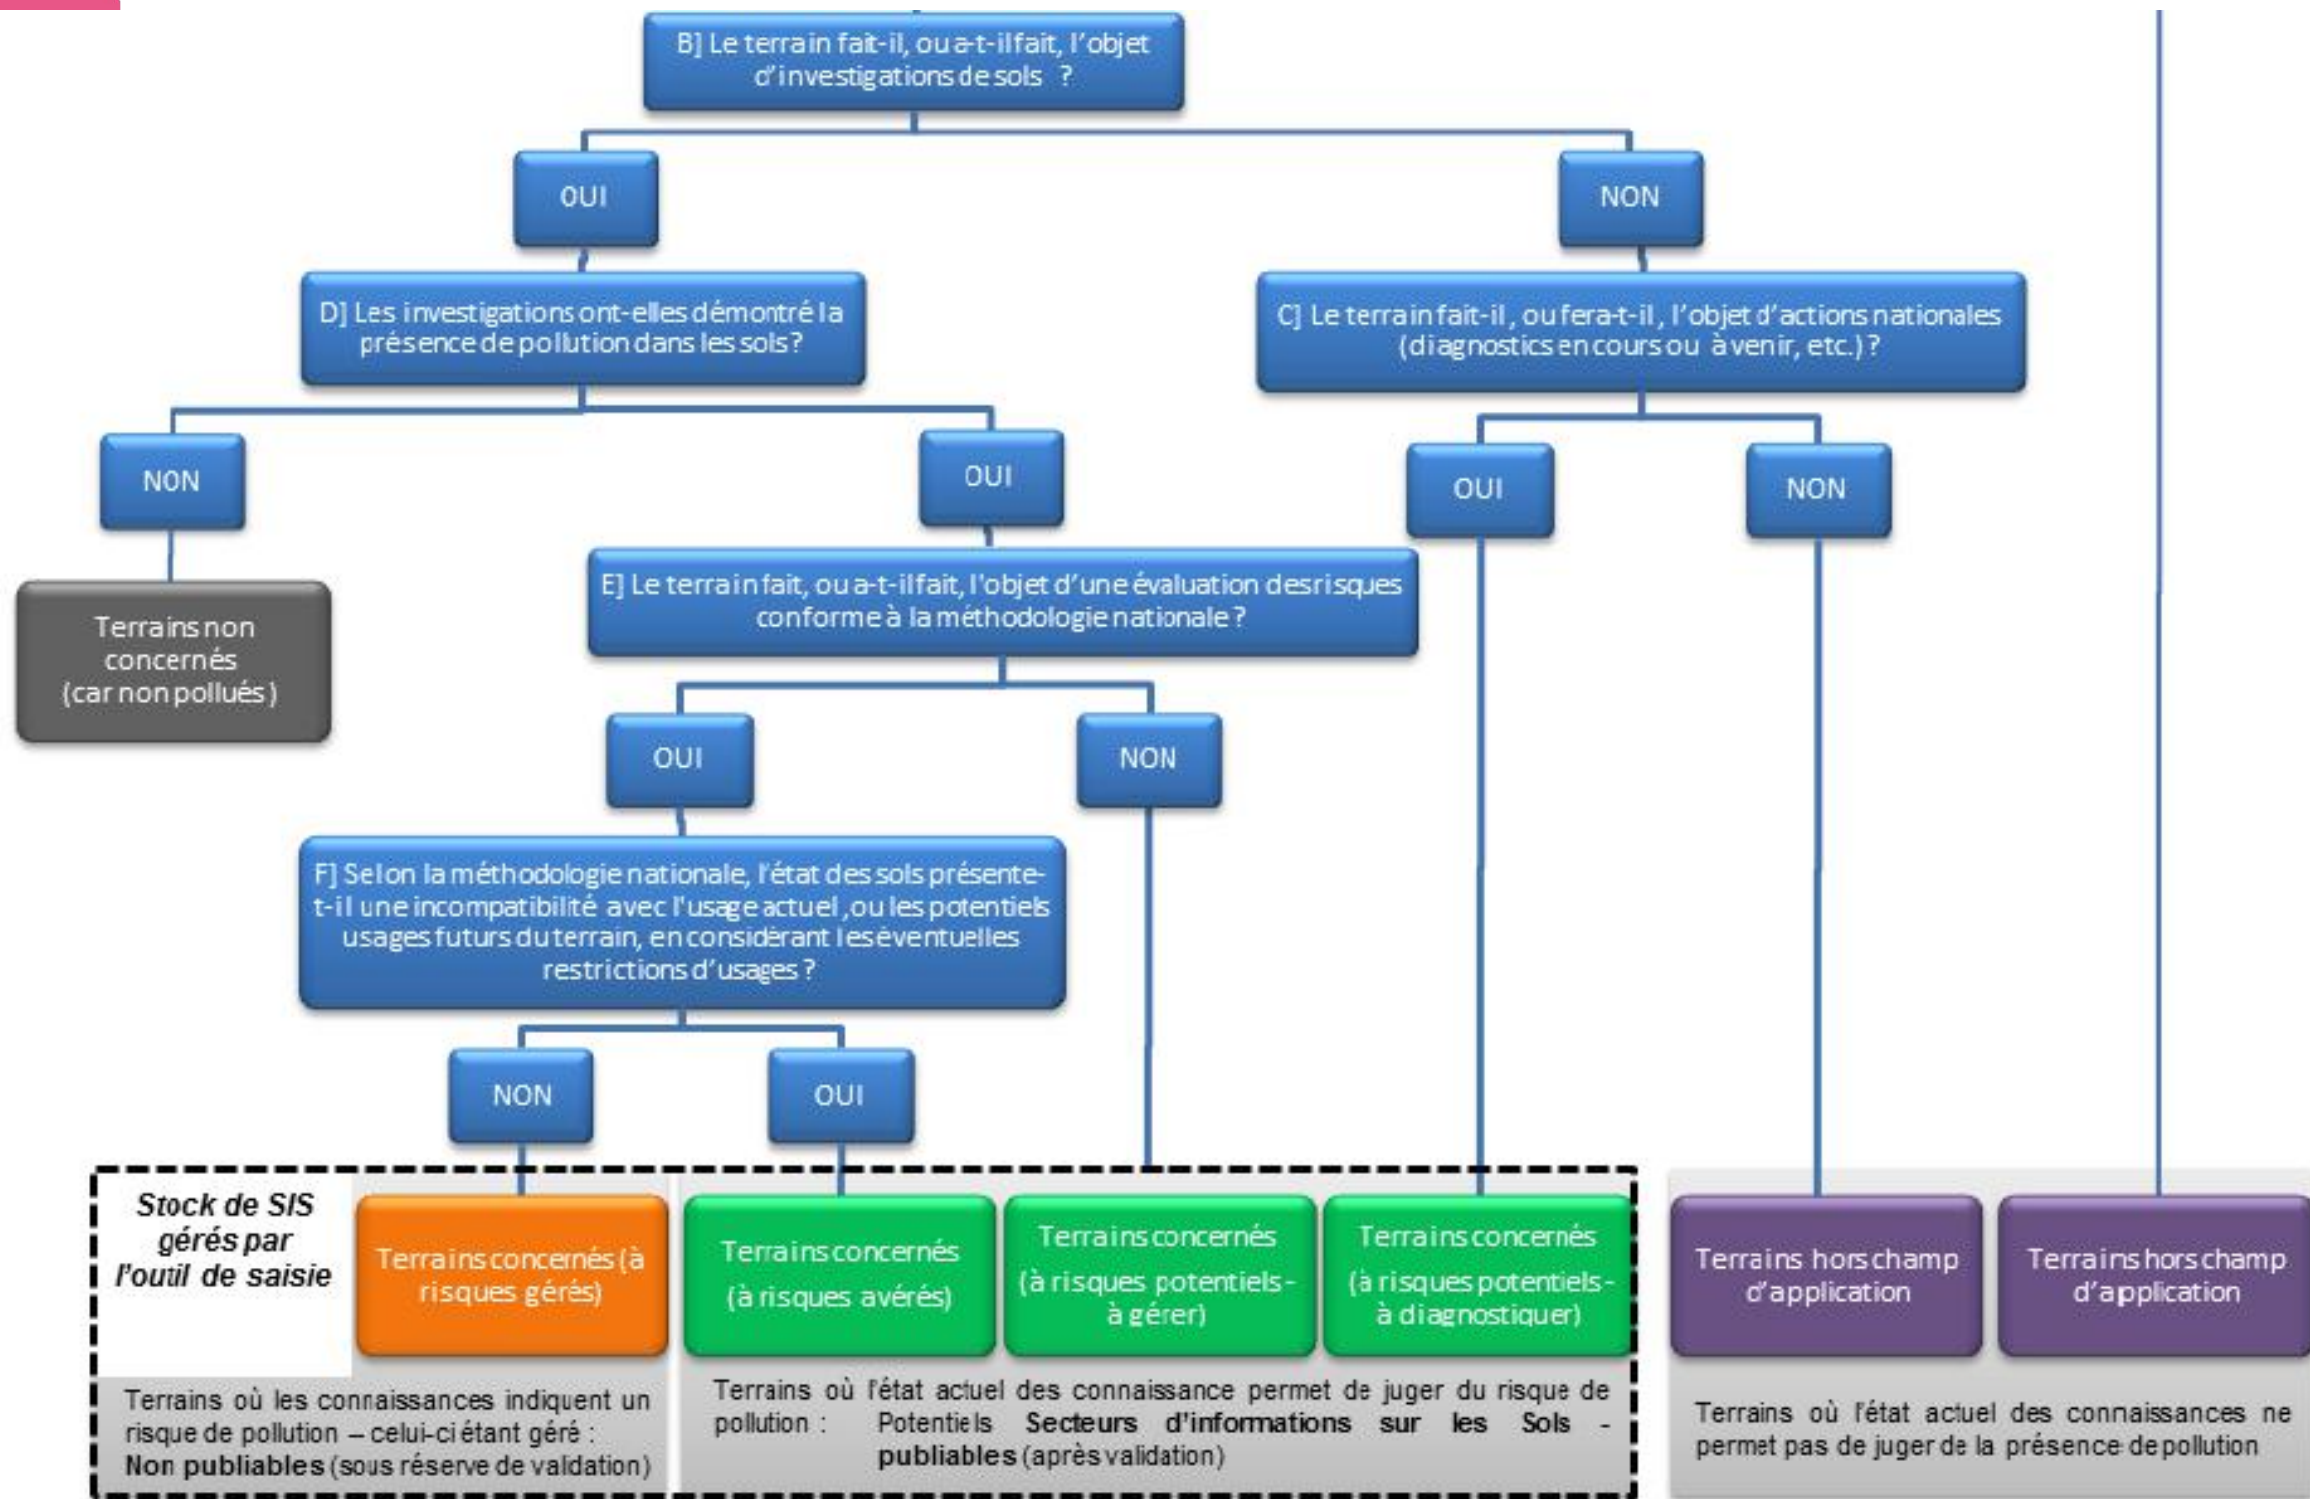 B] Le terrain fait-il, ou a-t-il fait, l'objet
d'investigations de sols ?
OUI
NON
D] Les investigations ont-elles démontré la
présence de pollution dans les sols ?
C] Le terrain fait-il, ou fera-t-il, l'objet d'actions nationales
(diagnostics en cours ou à venir, etc.) ?
NON
OUI
OUI
NON
E] Le terrain fait, ou a-t-il fait, l'objet d'une évaluation des risques
conforme à la méthodologie nationale ?
Terrains non
concernés
(car non pollués)
OUI
NON
F] Selon la méthodologie nationale, l'état des sols présente-
t-il une incompatibilité avec l'usage actuel, ou les potentiels
usages futurs du terrain, en considérant les éventuelles
restrictions d'usages ?
NON
OUI
Stock de SIS
gérés par
l'outil de saisie
Terrains concernés (à
risques gérés)
Terrains concernés
(à risques avérés)
Terrains concernés
(à risques potentiels -
à gérer)
Terrains concernés
(à risques potentiels -
à diagnostiquer)
Terrains hors champ
d'application
Terrains hors champ
d'application
Terrains où les connaissances indiquent un
risque de pollution – celui-ci étant géré :
Non publiables (sous réserve de validation)
Terrains où l'état actuel des connaissance permet de juger du risque de
pollution : Potentiels Secteurs d'informations sur les Sols -
publiables (après validation)
Terrains où l'état actuel des connaissances ne
permet pas de juger de la présence de pollution